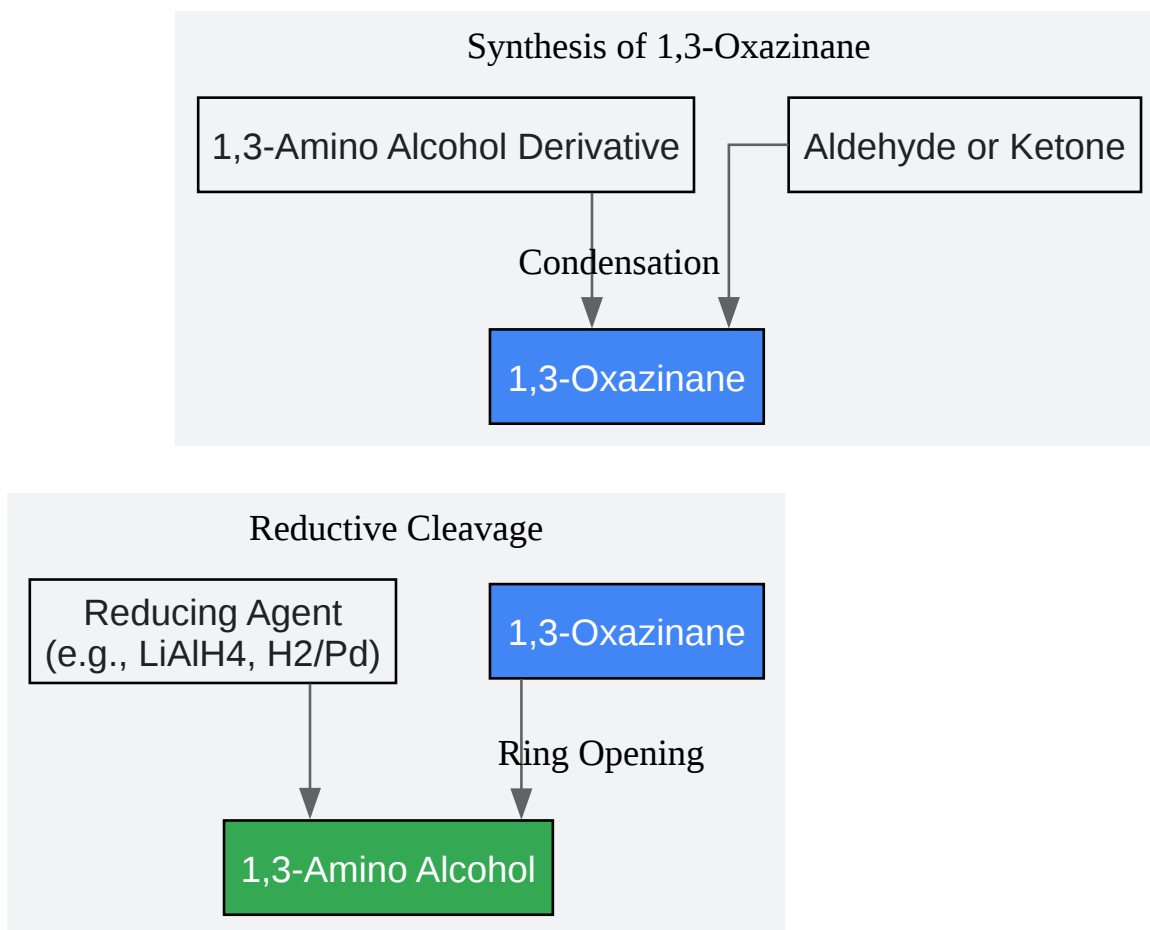 Synthesis of 1,3-Oxazinane
1,3-Amino Alcohol Derivative
Aldehyde or Ketone
Condensation
1,3-Oxazinane
Reductive Cleavage
Reducing Agent
(e.g., LiAlH4, H2/Pd)
1,3-Oxazinane
Ring Opening
1,3-Amino Alcohol